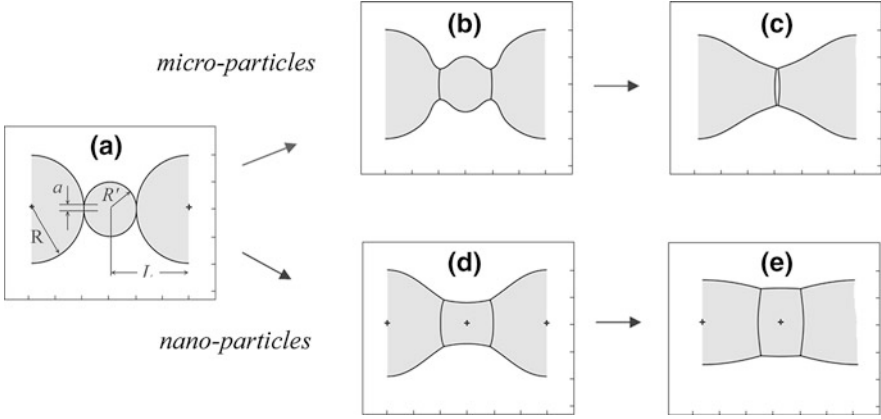 micro-particles
(b)
(c)
(a)
a
R'
R
L
(d)
(e)
nano-particles